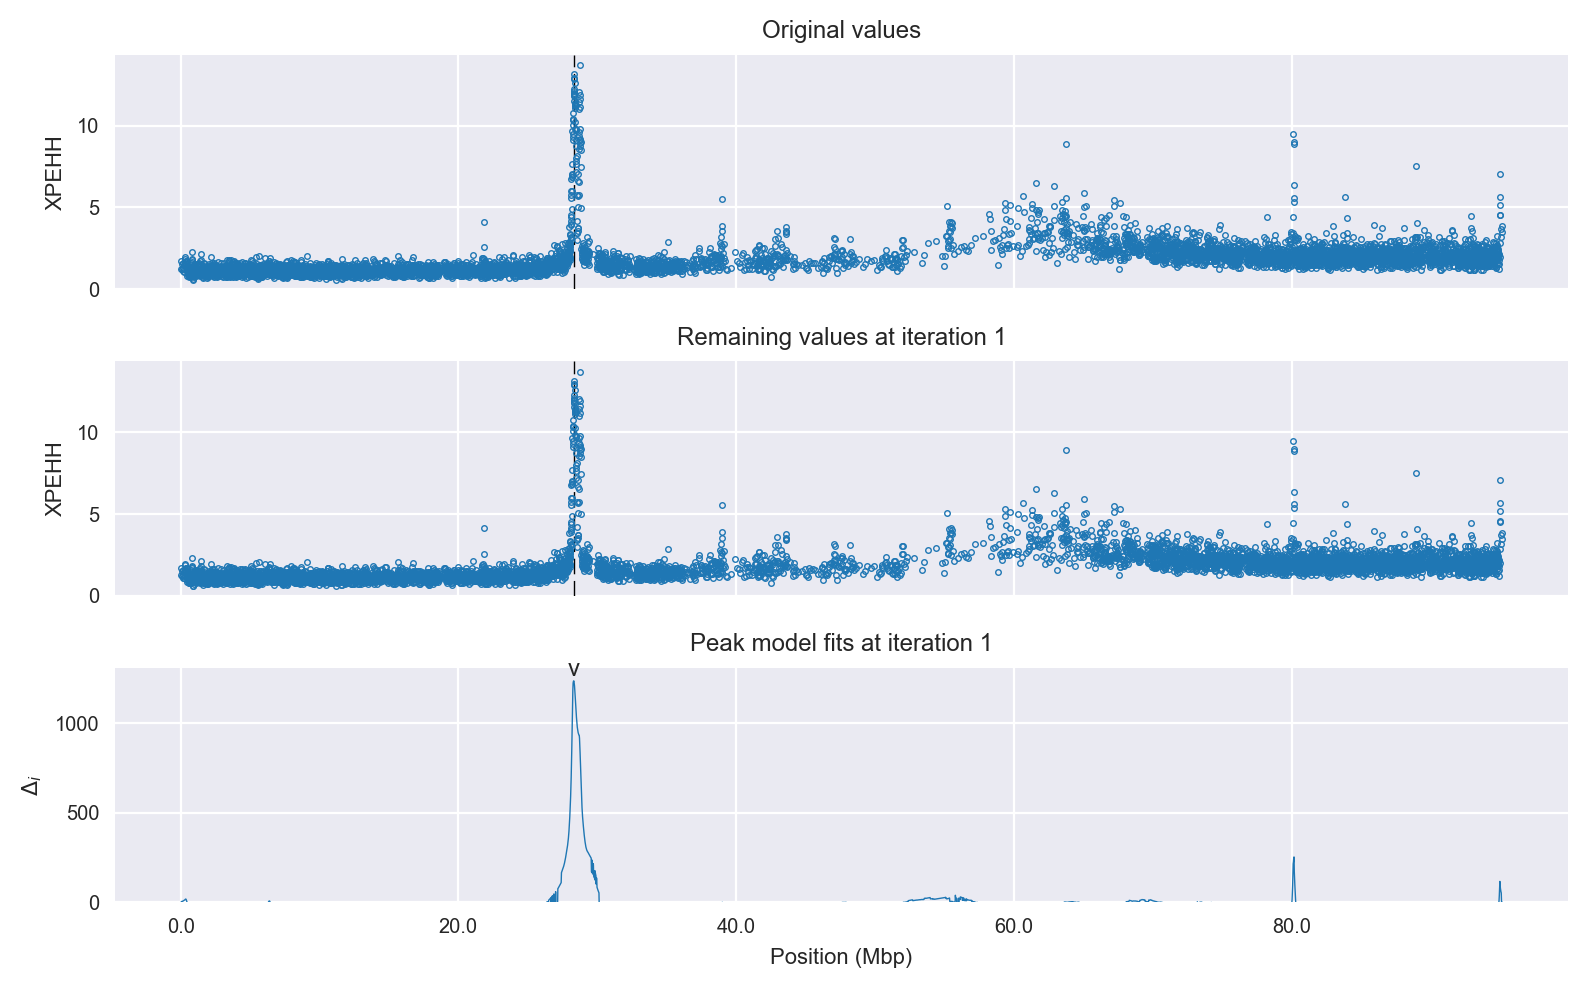 Original values
XPEHH
10
5
0
Remaining values at iteration 1
XPEHH
10
5
0
Peak model fits at iteration 1
v
Δi
1000
500
0
0.0 20.0 40.0 60.0 80.0
Position (Mbp)